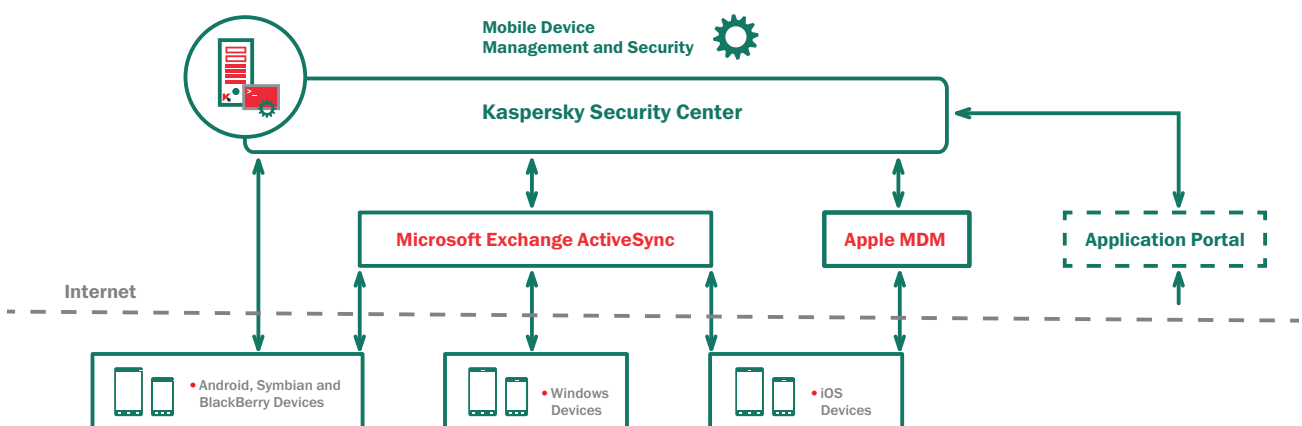 Mobile Device
Management and Security
>_
K
Kaspersky Security Center
Microsoft Exchange ActiveSync
Apple MDM
Application Portal
Internet
• Android, Symbian and
BlackBerry Devices
• Windows
Devices
• iOS
Devices